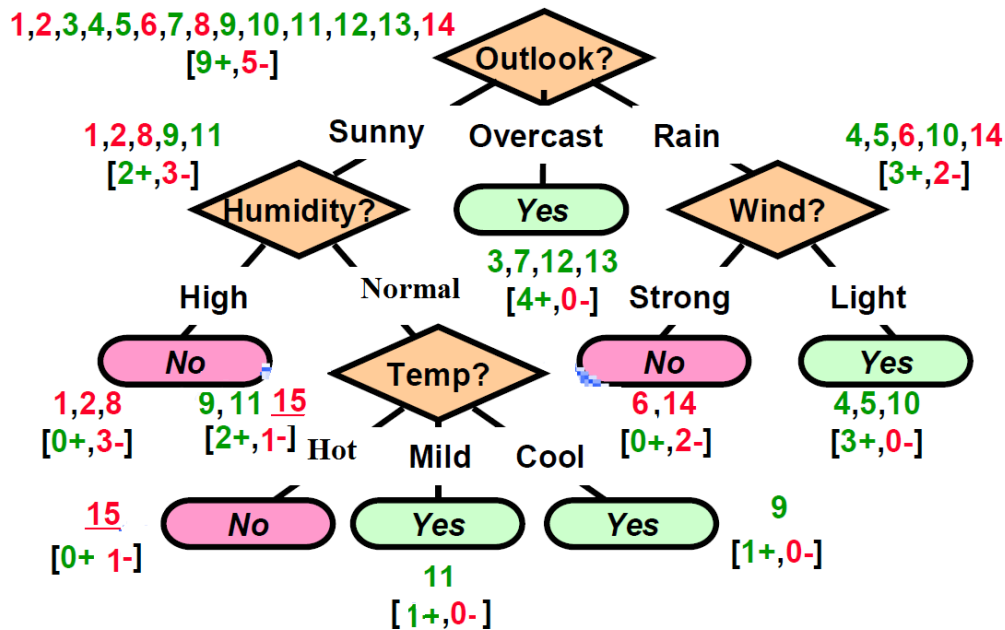 1,2,3,4,5,6,7,8,9,10,11,12,13,14
[9+,5-]
Outlook?
Sunny
Overcast
Rain
1,2,8,9,11
[2+,3-]
4,5,6,10,14
[3+,2-]
Humidity?
Yes
Wind?
3,7,12,13
[4+,0-]
High
Normal
Strong
Light
No
Temp?
No
Yes
1,2,8
[0+,3-]
9,11 15
[2+,1-]
6,14
[0+,2-]
4,5,10
[3+,0-]
Hot
Mild
Cool
15
[0+ 1-]
No
Yes
Yes
9
[1+,0-]
11
[1+,0-]